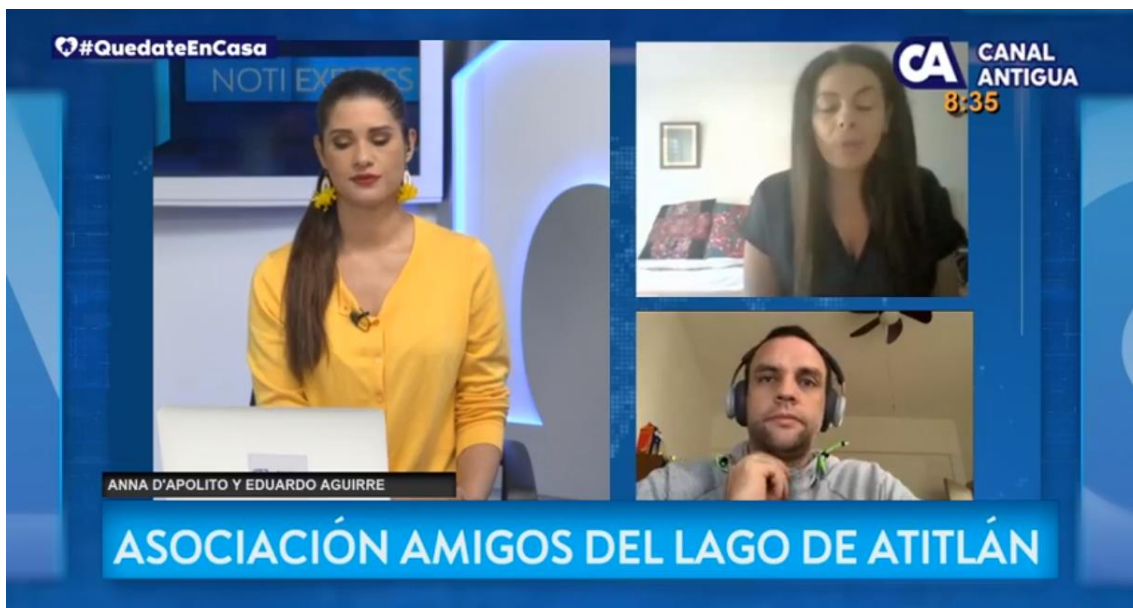 #QuedateEnCasa
NOTI EXPRESS
CA CANAL
ANTIGUA
8:35
ANNA D'APOLITO Y EDUARDO AGUIRRE
ASOCIACIÓN AMIGOS DEL LAGO DE ATITLÁN